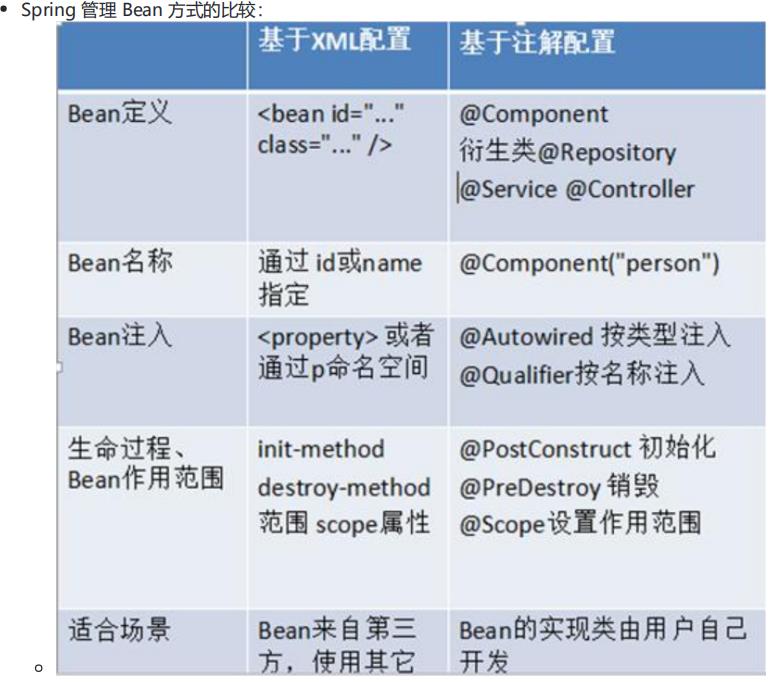 Spring 管理 Bean 方式的比较：
基于XML配置
基于注解配置
Bean定义
<bean id="..."
class="..." />
@Component
衍生类@Repository
@Service @Controller
Bean名称
通过 id或name
指定
@Component("person")
Bean注入
<property> 或者
通过p命名空间
@Autowired 按类型注入
@Qualifier按名称注入
生命过程、
Bean作用范围
init-method
destroy-method
范围 scope属性
@PostConstruct 初始化
@PreDestroy 销毁
@Scope设置作用范围
适合场景
Bean来自第三
方，使用其它
Bean的实现类由用户自己
开发